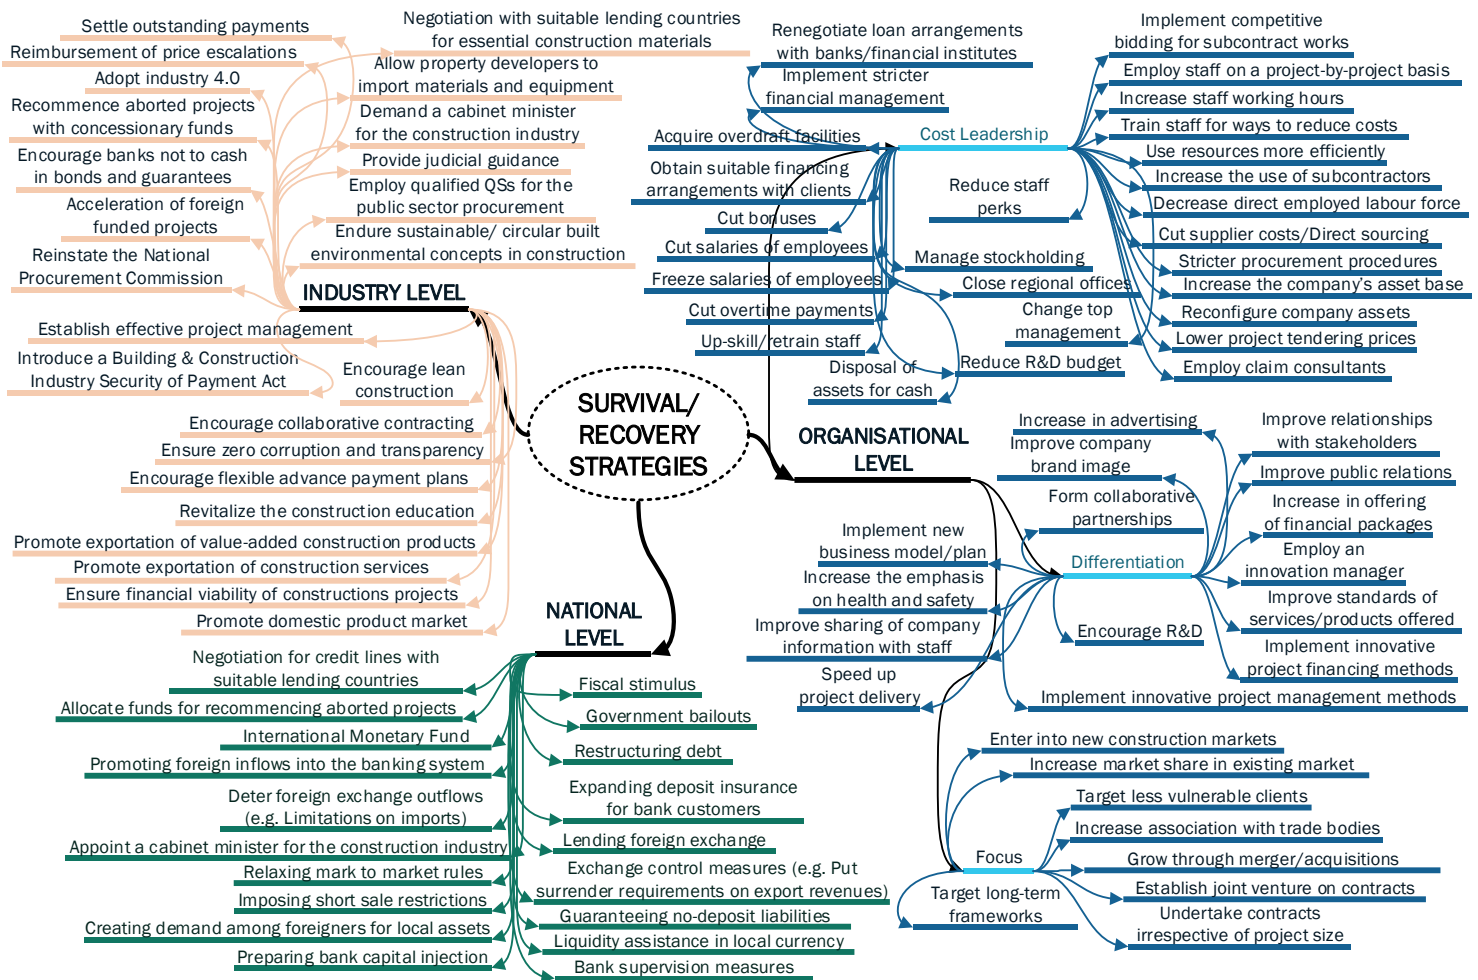 Settle outstanding payments
Reimbursement of price escalations
Adopt industry 4.0
Recommence aborted projects
with concessionary funds
Encourage banks not to cash
in bonds and guarantees
Acceleration of foreign
funded projects
Reinstate the National
Procurement Commission
Negotiation with suitable lending countries
for essential construction materials
Allow property developers to
import materials and equipment
Demand a cabinet minister
for the construction industry
Provide judicial guidance
Employ qualified QSs for the
public sector procurement
Endure sustainable/ circular built
environmental concepts in construction
INDUSTRY LEVEL
Establish effective project management
Introduce a Building & Construction
Industry Security of Payment Act
Encourage lean
construction
Encourage collaborative contracting
Ensure zero corruption and transparency
Encourage flexible advance payment plans
Revitalize the construction education
Promote exportation of value-added construction products
Promote exportation of construction services
Ensure financial viability of constructions projects
Promote domestic product market
SURVIVAL/
RECOVERY
STRATEGIES
Renegotiate loan arrangements
with banks/financial institutes
Implement stricter
financial management
Acquire overdraft facilities
Obtain suitable financing
arrangements with clients
Cut bonuses
Cut salaries of employees
Freeze salaries of employees
Cut overtime payments
Up-skill/retrain staff
Disposal of
assets for cash
Cost Leadership
Reduce staff
perks
Manage stockholding
Close regional offices
Change top
management
Reduce R&D budget
Implement competitive
bidding for subcontract works
Employ staff on a project-by-project basis
Increase staff working hours
Train staff for ways to reduce costs
Use resources more efficiently
Increase the use of subcontractors
Decrease direct employed labour force
Cut supplier costs/Direct sourcing
Stricter procurement procedures
Increase the company's asset base
Reconfigure company assets
Lower project tendering prices
Employ claim consultants
ORGANISATIONAL
LEVEL
Increase in advertising
Improve company
brand image
Form collaborative
partnerships
Implement new
business model/plan
Increase the emphasis
on health and safety
Improve sharing of company
information with staff
Speed up
project delivery
Differentiation
Encourage R&D
Improve relationships
with stakeholders
Improve public relations
Increase in offering
of financial packages
Employ an
innovation manager
Improve standards of
services/products offered
Implement innovative
project financing methods
Implement innovative project management methods
Enter into new construction markets
Increase market share in existing market
Target less vulnerable clients
Increase association with trade bodies
Focus
Grow through merger/acquisitions
Target long-term
frameworks
Establish joint venture on contracts
Undertake contracts
irrespective of project size
NATIONAL
LEVEL
Negotiation for credit lines with
suitable lending countries
Allocate funds for recommencing aborted projects
International Monetary Fund
Promoting foreign inflows into the banking system
Deter foreign exchange outflows
(e.g. Limitations on imports)
Appoint a cabinet minister for the construction industry
Relaxing mark to market rules
Imposing short sale restrictions
Creating demand among foreigners for local assets
Preparing bank capital injection
Fiscal stimulus
Government bailouts
Restructuring debt
Expanding deposit insurance
for bank customers
Lending foreign exchange
Exchange control measures (e.g. Put
surrender requirements on export revenues)
Guaranteeing no-deposit liabilities
Liquidity assistance in local currency
Bank supervision measures